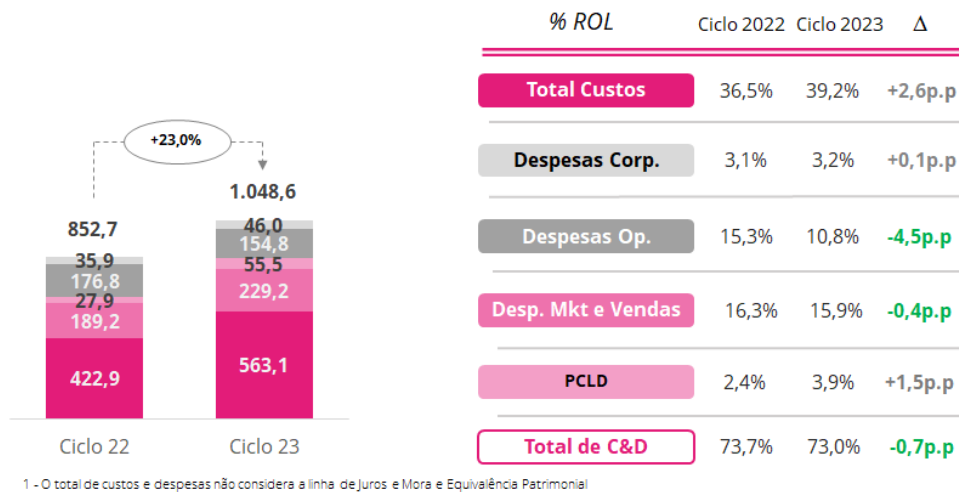 +23,0%
852,7
35,9
176,8
27,9
189,2
422,9
Ciclo 22
1.048,6
46,0
154,8
55,5
229,2
563,1
Ciclo 23
% ROL Ciclo 2022 Ciclo 2023 Δ
Total Custos 36,5% 39,2% +2,6p.p
Despesas Corp. 3,1% 3,2% +0,1p.p
Despesas Op. 15,3% 10,8% -4,5p.p
Desp. Mkt e Vendas 16,3% 15,9% -0,4p.p
PCLD 2,4% 3,9% +1,5p.p
Total de C&D 73,7% 73,0% -0,7p.p
1 - O total de custos e despesas não considera a linha de Juros e Mora e Equivalência Patrimonial